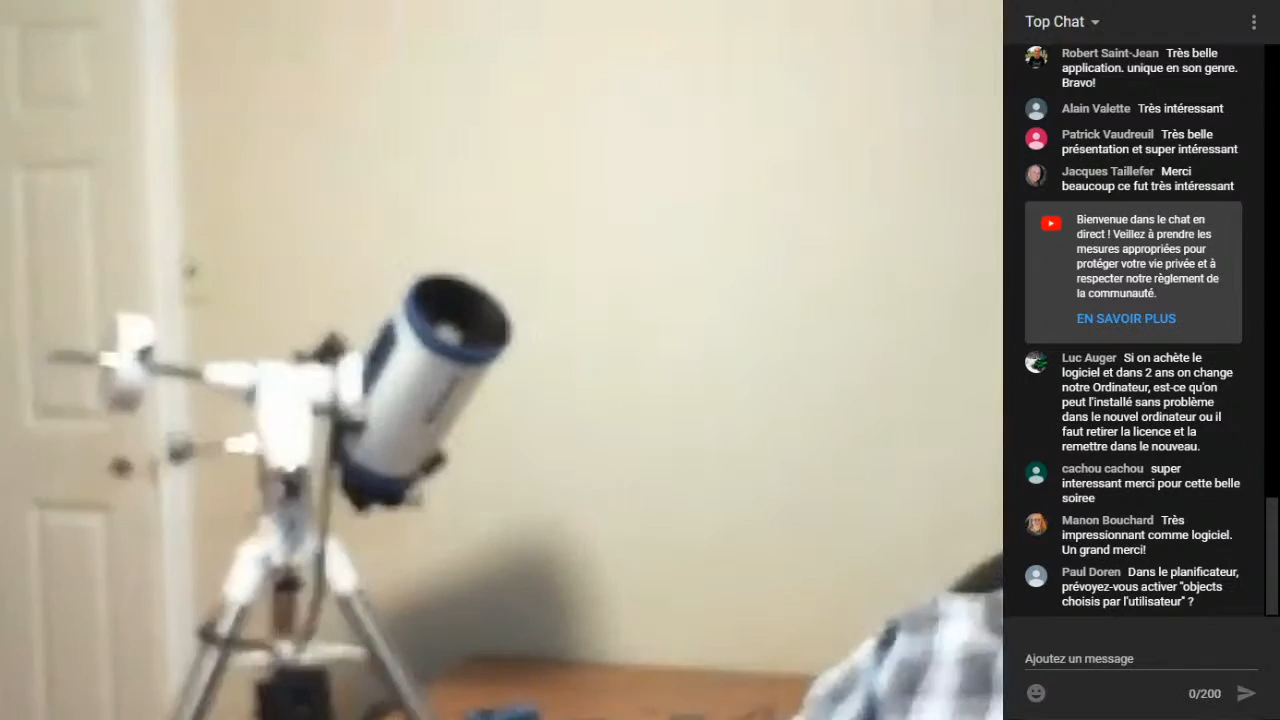 Top Chat
Robert Saint-Jean Très belle
application. unique en son genre.
Bravo!
Alain Valette Très intéressant
Patrick Vaudreuil Très belle
présentation et super intéressant
Jacques Taillefer Merci
beaucoup ce fut très intéressant
Bienvenue dans le chat en
direct ! Veillez à prendre les
mesures appropriées pour
protéger votre vie privée et à
respecter notre règlement de
la communauté.
EN SAVOIR PLUS
Luc Auger Si on achète le
logiciel et dans 2 ans on change
notre Ordinateur, est-ce qu'on
peut l'installé sans problème
dans le nouvel ordinateur ou il
faut retirer la licence et la
remettre dans le nouveau.
cachou cachou super
interessant merci pour cette belle
soiree
Manon Bouchard Très
impressionnant comme logiciel.
Un grand merci!
Paul Doren Dans le planificateur,
prévoyez-vous activer "objects
choisis par l'utilisateur" ?
Ajoutez un message
0/200